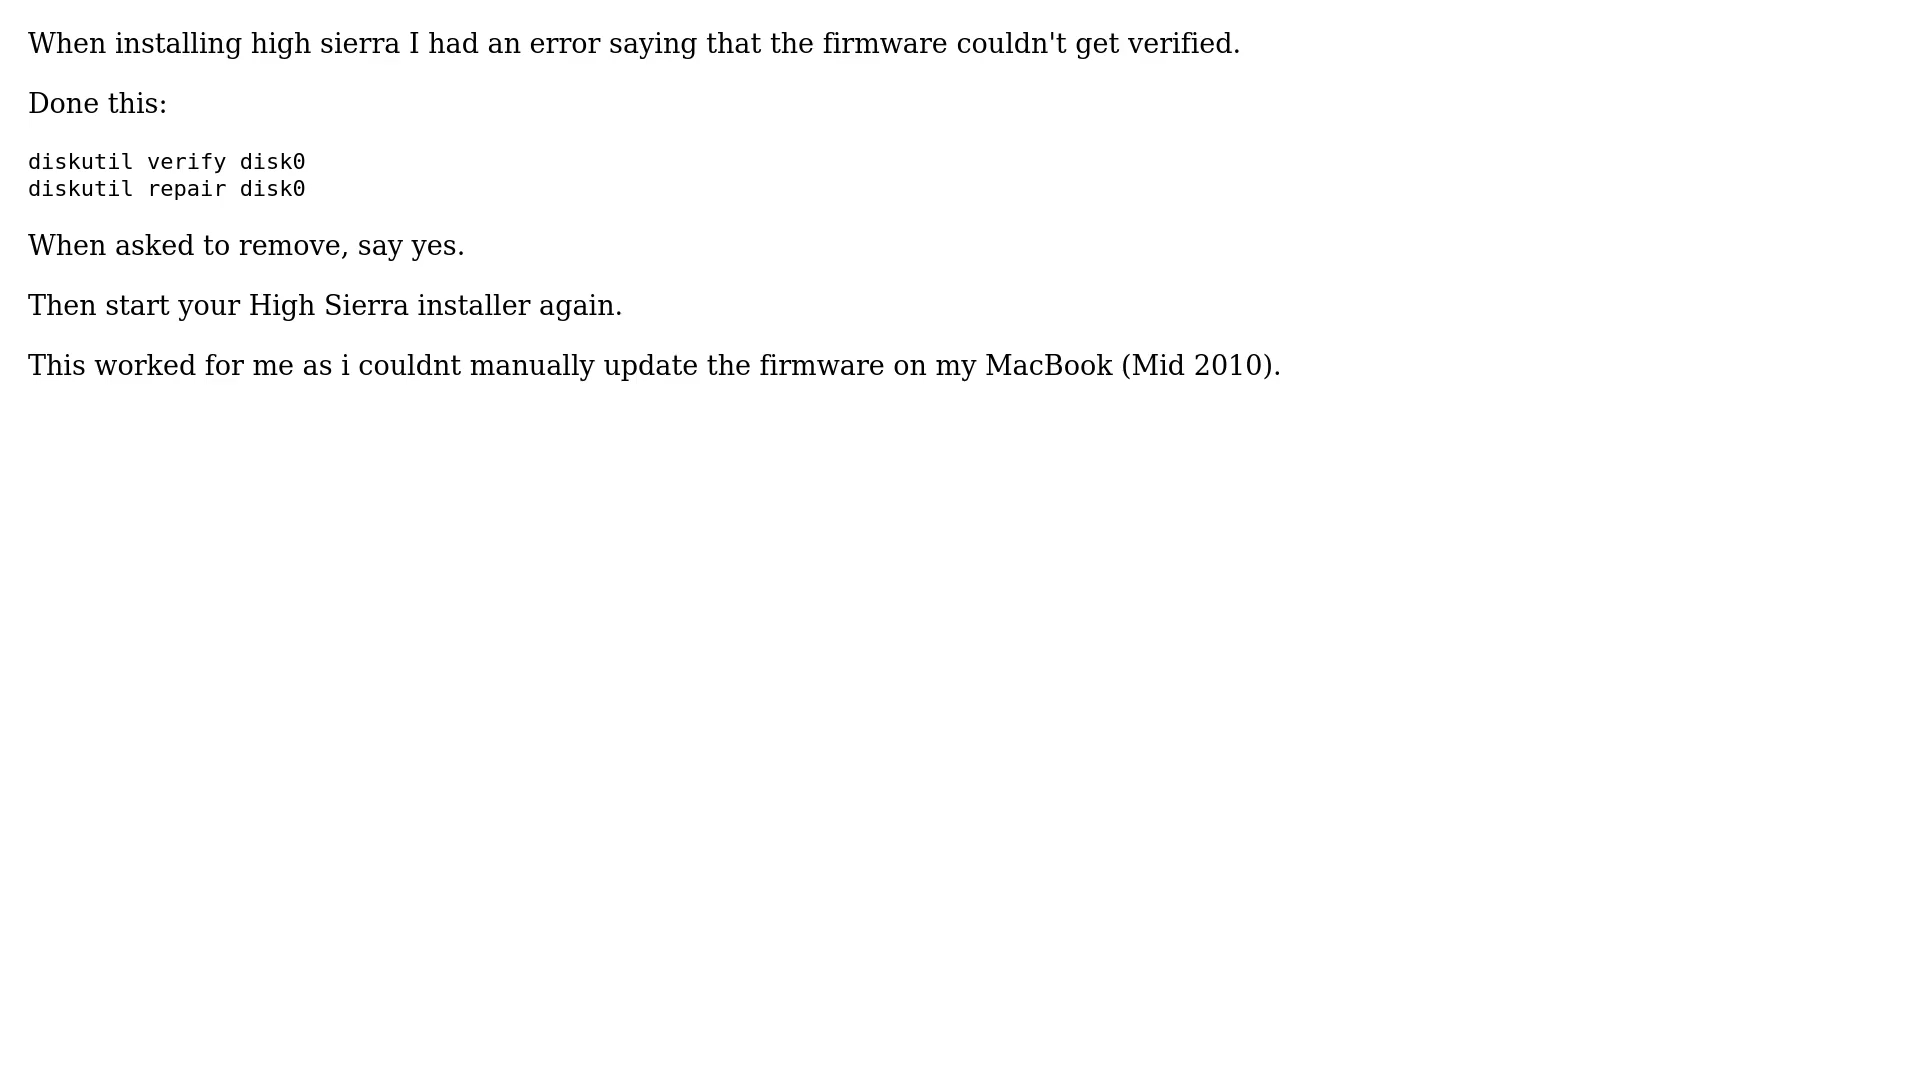 When installing high sierra I had an error saying that the firmware couldn't get verified.
Done this:
diskutil verify disk0
diskutil repair disk0
When asked to remove, say yes.
Then start your High Sierra installer again.
This worked for me as i couldnt manually update the firmware on my MacBook (Mid 2010).